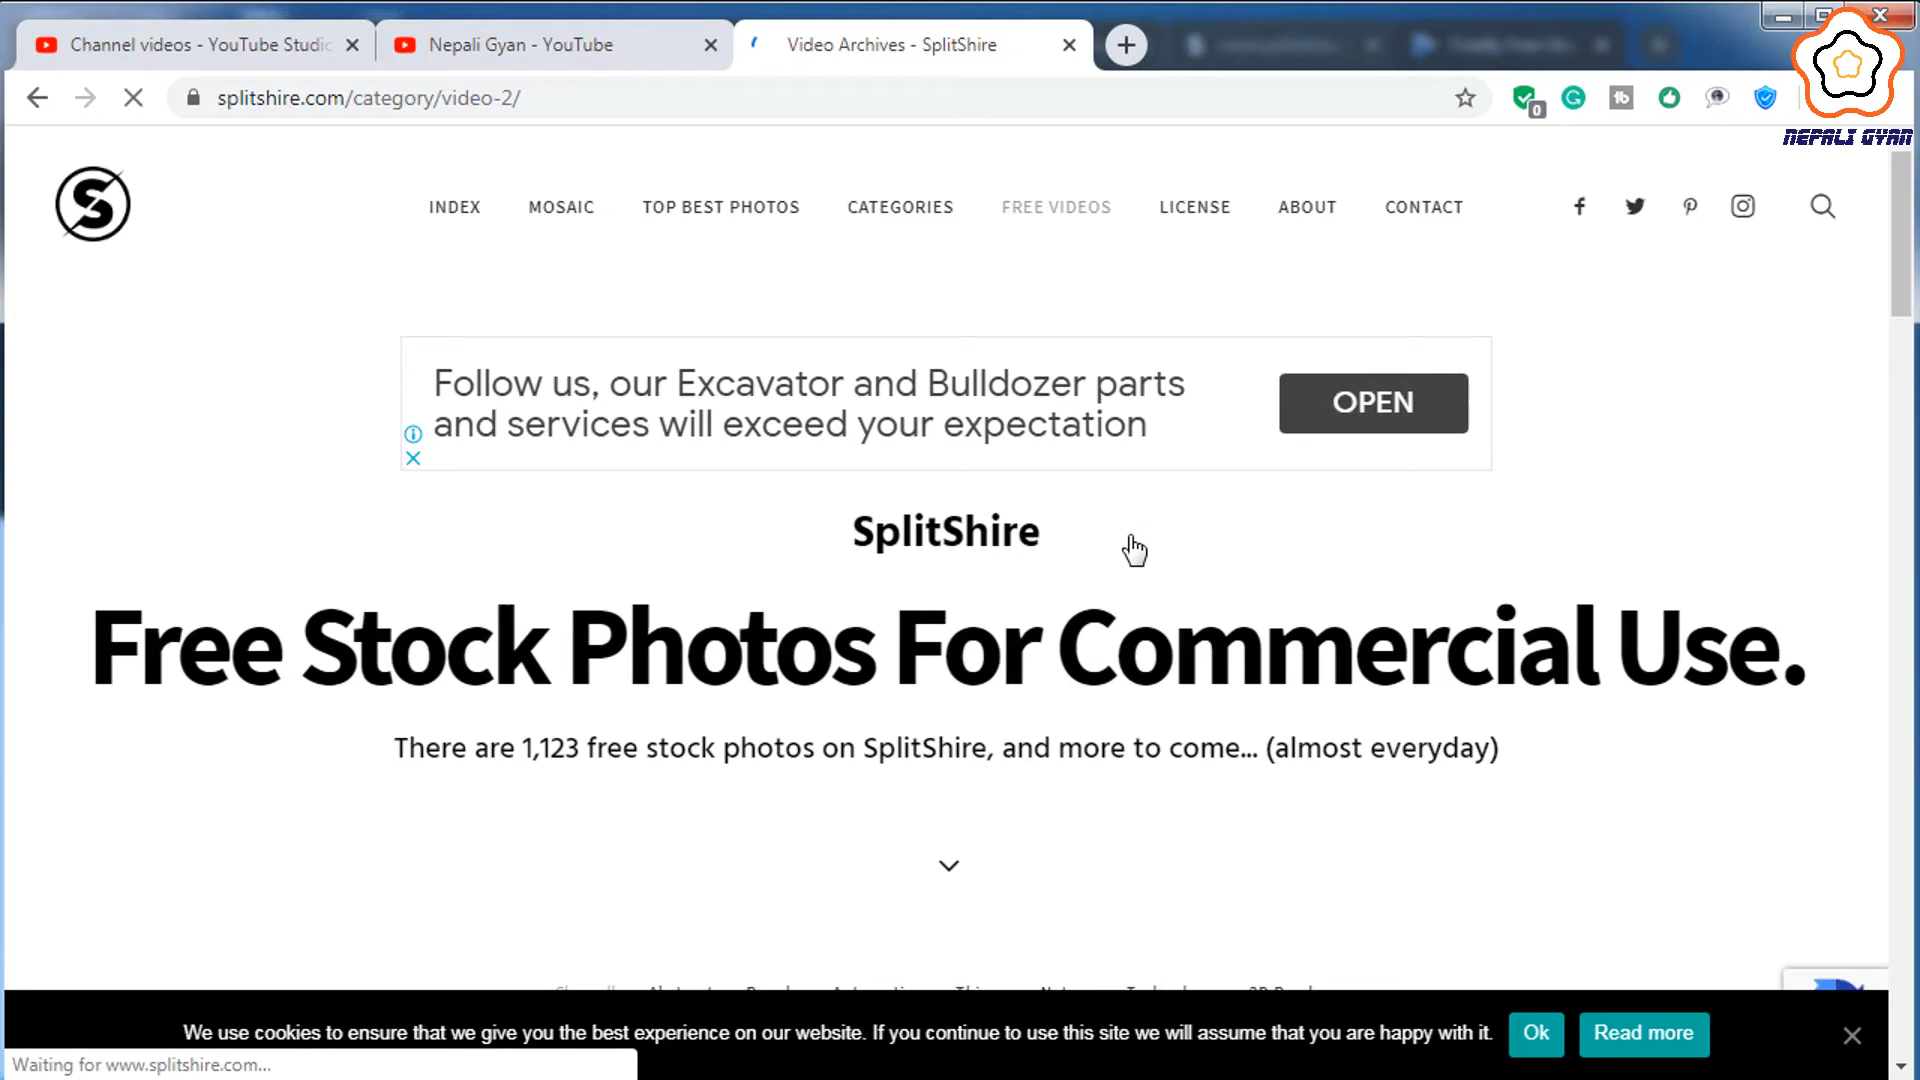 Channel videos - YouTube Studio
Nepali Gyan - YouTube
Video Archives - SplitShire
splitshire.com/category/video-2/
0
NEPALI GYAN
INDEX MOSAIC TOP BEST PHOTOS CATEGORIES FREE VIDEOS LICENSE ABOUT CONTACT
Follow us, our Excavator and Bulldozer parts
and services will exceed your expectation
OPEN
SplitShire
Free Stock Photos For Commercial Use.
There are 1,123 free stock photos on SplitShire, and more to come... (almost everyday)
We use cookies to ensure that we give you the best experience on our website. If you continue to use this site we will assume that you are happy with it.
Ok
Read more
Waiting for www.splitshire.com...